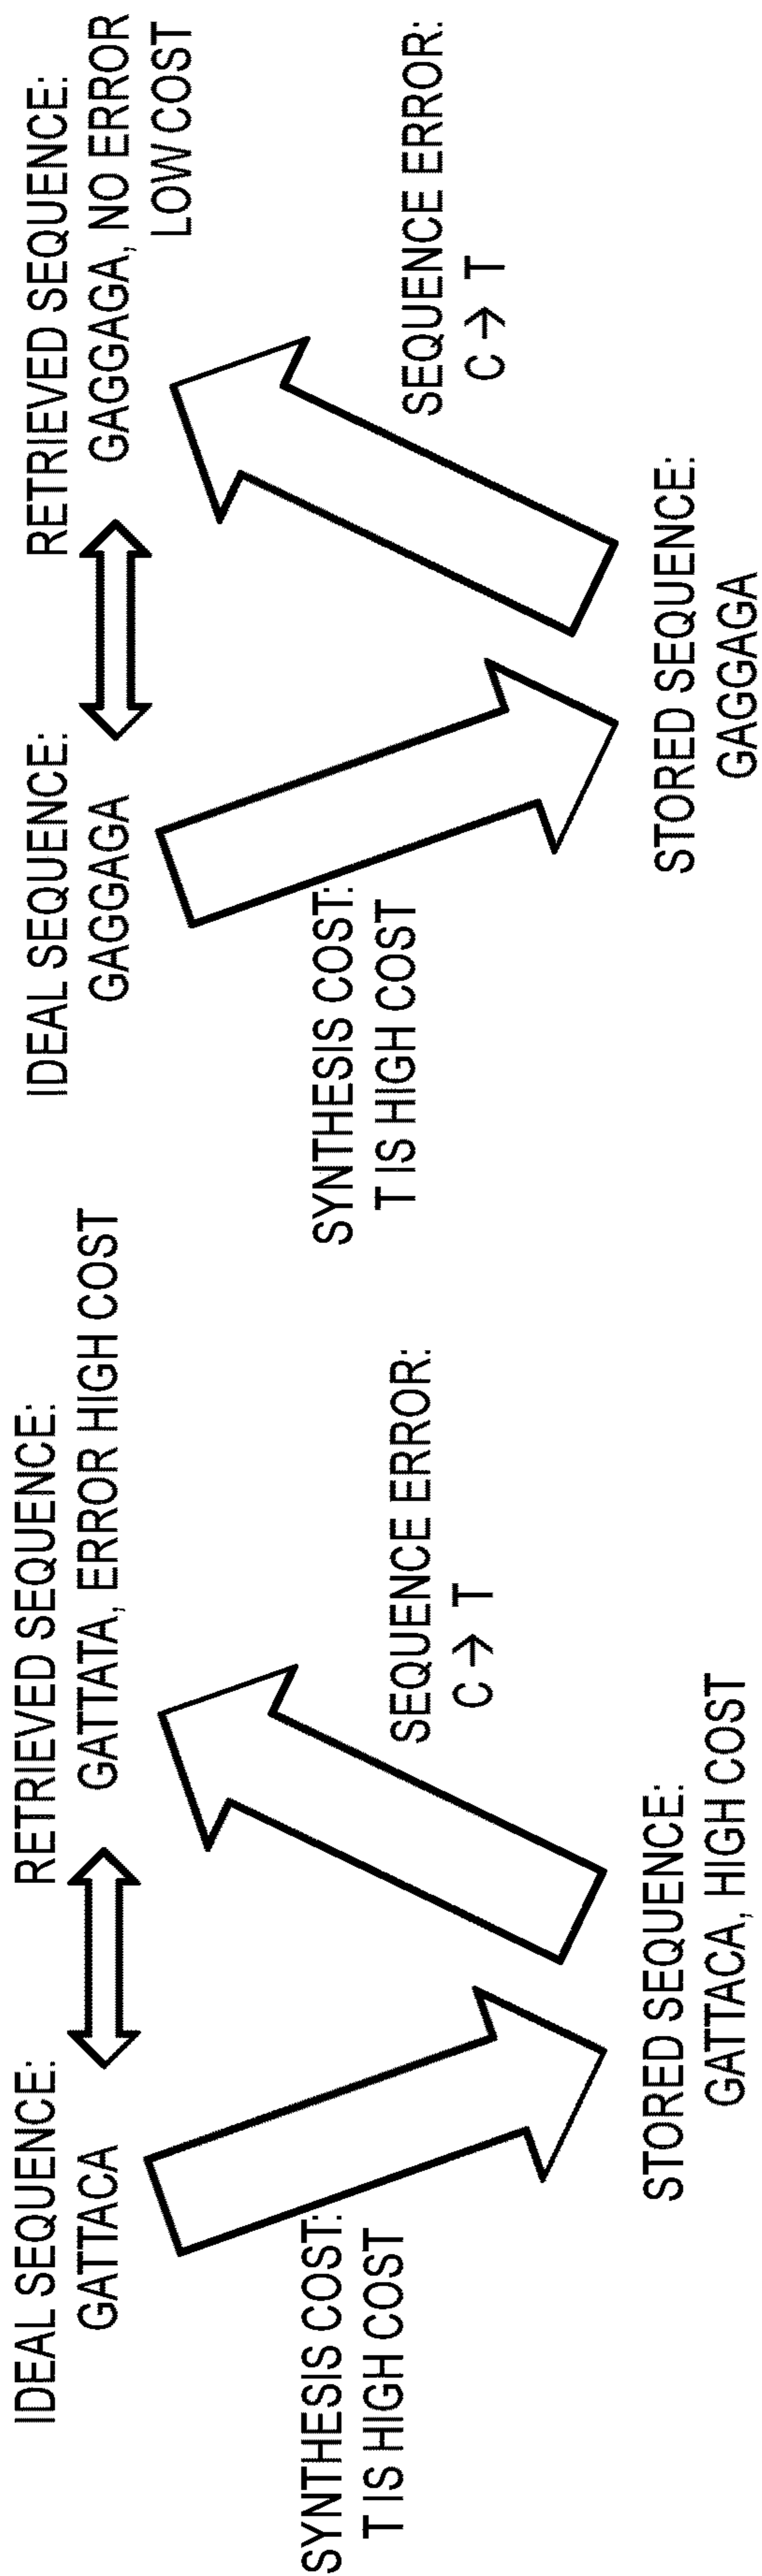 IDEAL SEQUENCE:
GATTACA
RETRIEVED SEQUENCE:
GATTATA, ERROR HIGH COST
SYNTHESIS COST:
T IS HIGH COST
SEQUENCE ERROR:
C → T
STORED SEQUENCE:
GATTACA, HIGH COST
IDEAL SEQUENCE:
GAGGAGA
RETRIEVED SEQUENCE:
GAGGAGA, NO ERROR
LOW COST
SYNTHESIS COST:
T IS HIGH COST
SEQUENCE ERROR:
C → T
STORED SEQUENCE:
GAGGAGA